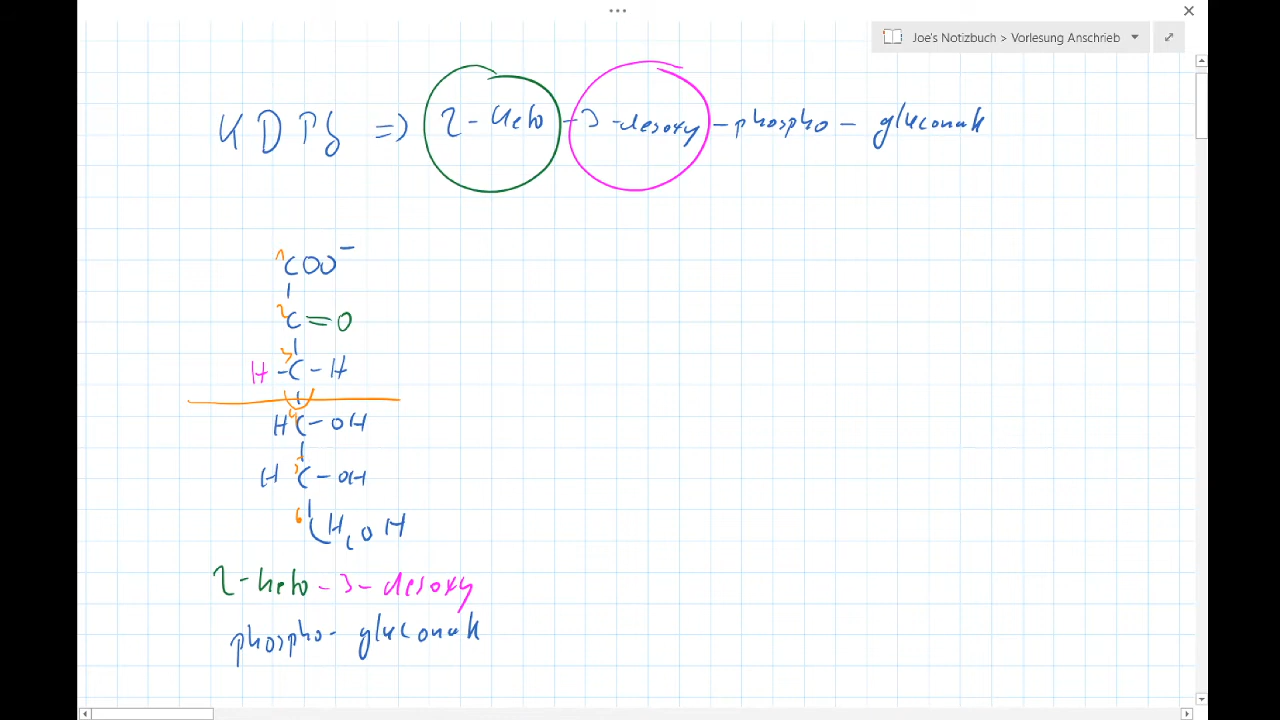 Joe's Notizbuch > Vorlesung Anschrieb
KDPG => 2-Keto-3-desoxy-phospho-gluconat
1COO−
2C=O
H-3C-H
H4C-OH
H5C-OH
6CH2OH
2-keto-3-desoxy
phospho-gluconat